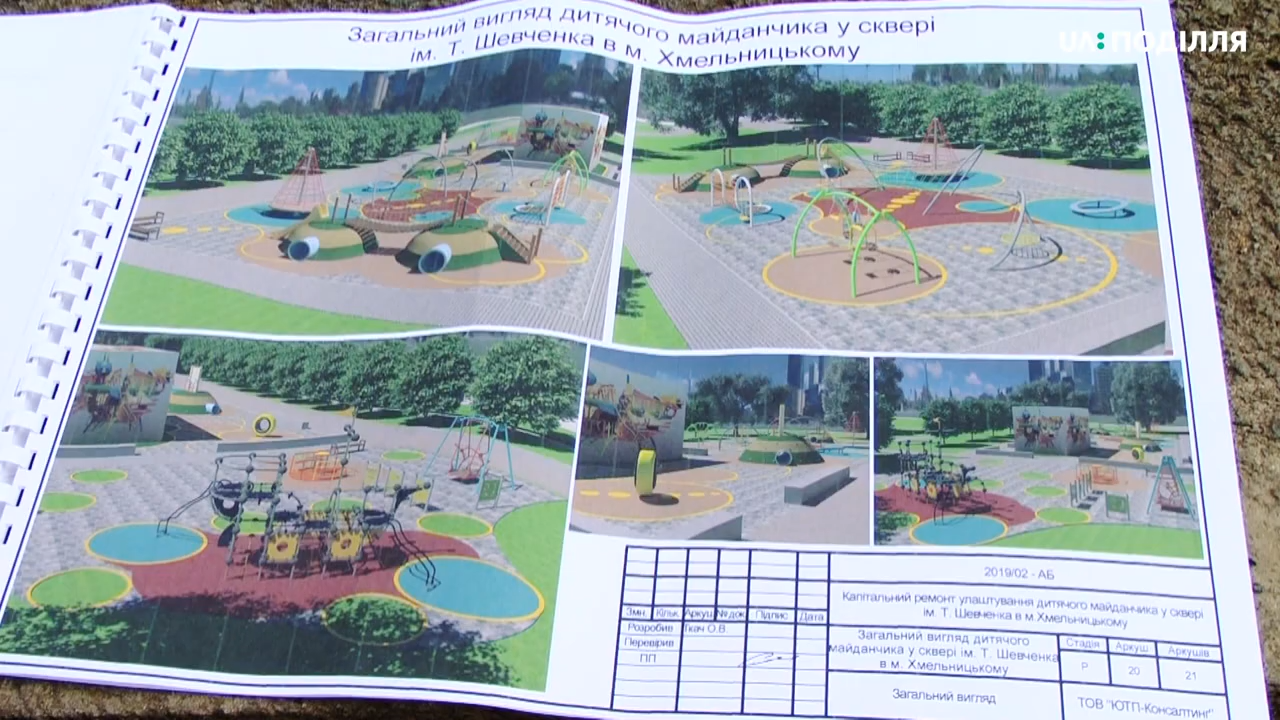 Загальний вигляд дитячого майданчика у сквері
ім. Т. Шевченка в м. Хмельницькому
UA: ПОДІЛЛЯ
2019/02 - АБ
Капітальний ремонт улаштування дитячого майданчика у сквері
ім. Т. Шевченка в м.Хмельницькому
Змн. Кільк. Аркуш №док. Підпис Дата
Розробив Ткач О.В.
Перевірив
ПП
Загальний вигляд дитячого
майданчика у сквері ім. Т. Шевченка
в м. Хмельницькому
Стадія Аркуш Аркушів
Р 20 21
Загальний вигляд
ТОВ "ЮТП-Консалтинг"